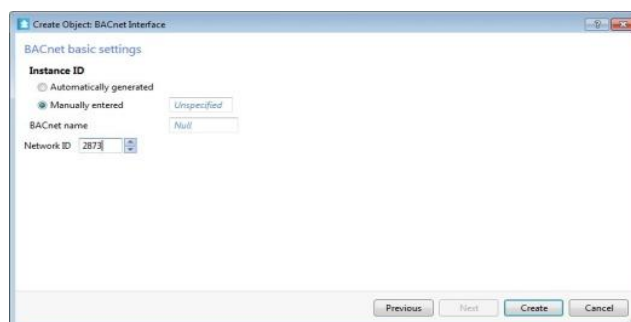 Create Object: BACnet Interface
BACnet basic settings
Instance ID
Automatically generated
Manually entered Unspecified
BACnet name Null
Network ID 2873
Previous Next Create Cancel